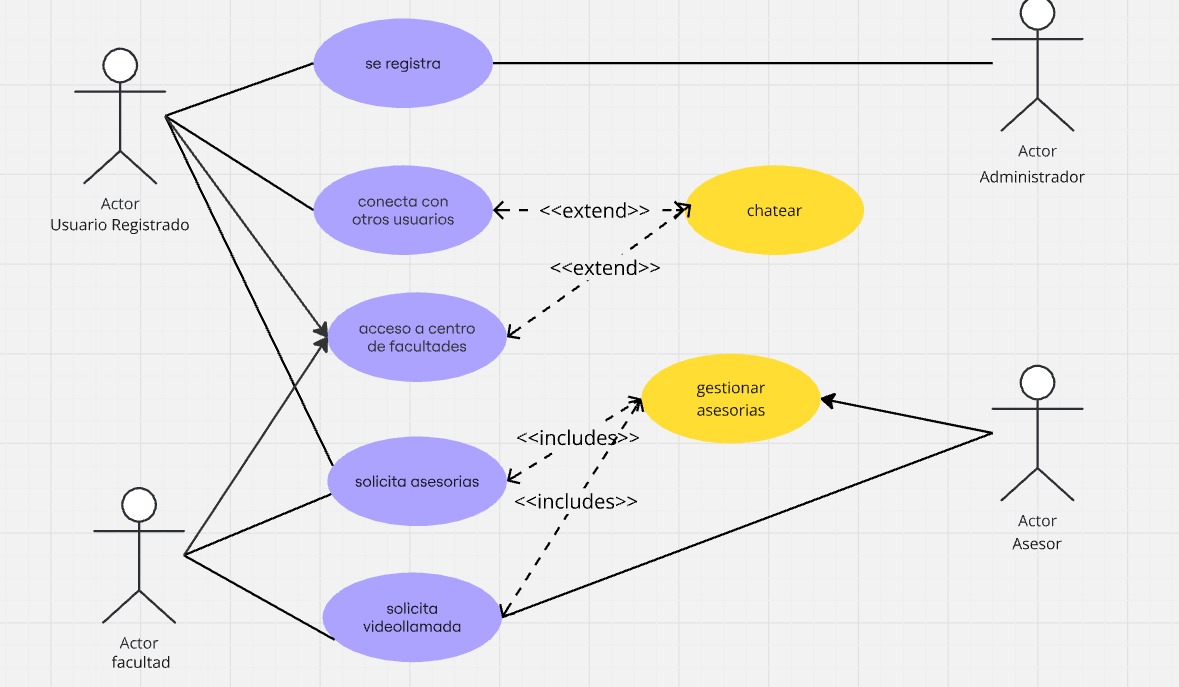 se registra
Actor
Administrador
Actor
Usuario Registrado
conecta con
otros usuarios
<<extend>>
chatear
<<extend>>
acceso a centro
de facultades
gestionar
asesorias
<<includes>>
solicita asesorias
<<includes>>
Actor
Asesor
solicita
videollamada
Actor
facultad